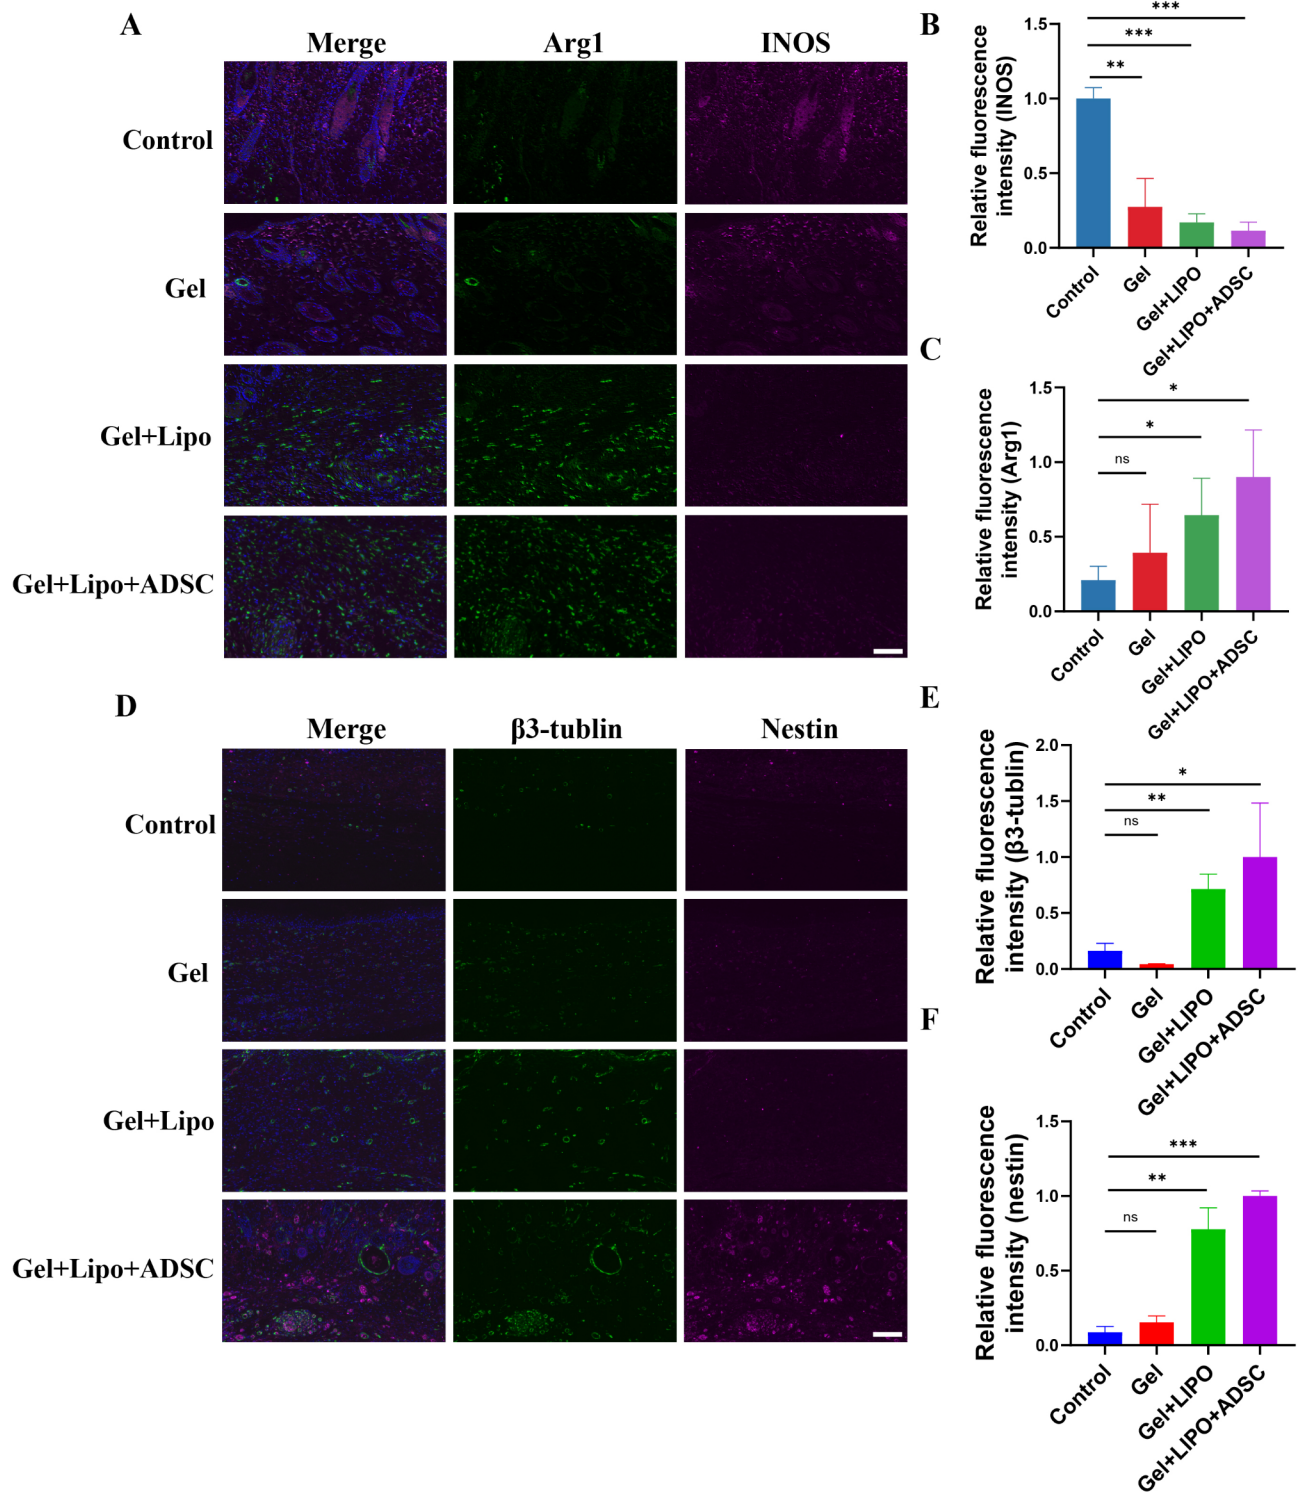 A
Merge
Arg1
INOS
Control
Gel
Gel+Lipo
Gel+Lipo+ADSC
B
Relative fluorescence
intensity (INOS)
1.5
1.0
0.5
0.0
***
***
**
Control
Gel
Gel+LIPO
Gel+LIPO+ADSC
C
Relative fluorescence
intensity (Arg1)
1.5
1.0
0.5
0.0
*
*
ns
Control
Gel
Gel+LIPO
Gel+LIPO+ADSC
D
Merge
β3-tublin
Nestin
Control
Gel
Gel+Lipo
Gel+Lipo+ADSC
E
Relative fluorescence
intensity (β3-tublin)
2.0
1.5
1.0
0.5
0.0
*
**
ns
Control
Gel
Gel+LIPO
Gel+LIPO+ADSC
F
Relative fluorescence
intensity (nestin)
1.5
1.0
0.5
0.0
***
**
ns
Control
Gel
Gel+LIPO
Gel+LIPO+ADSC